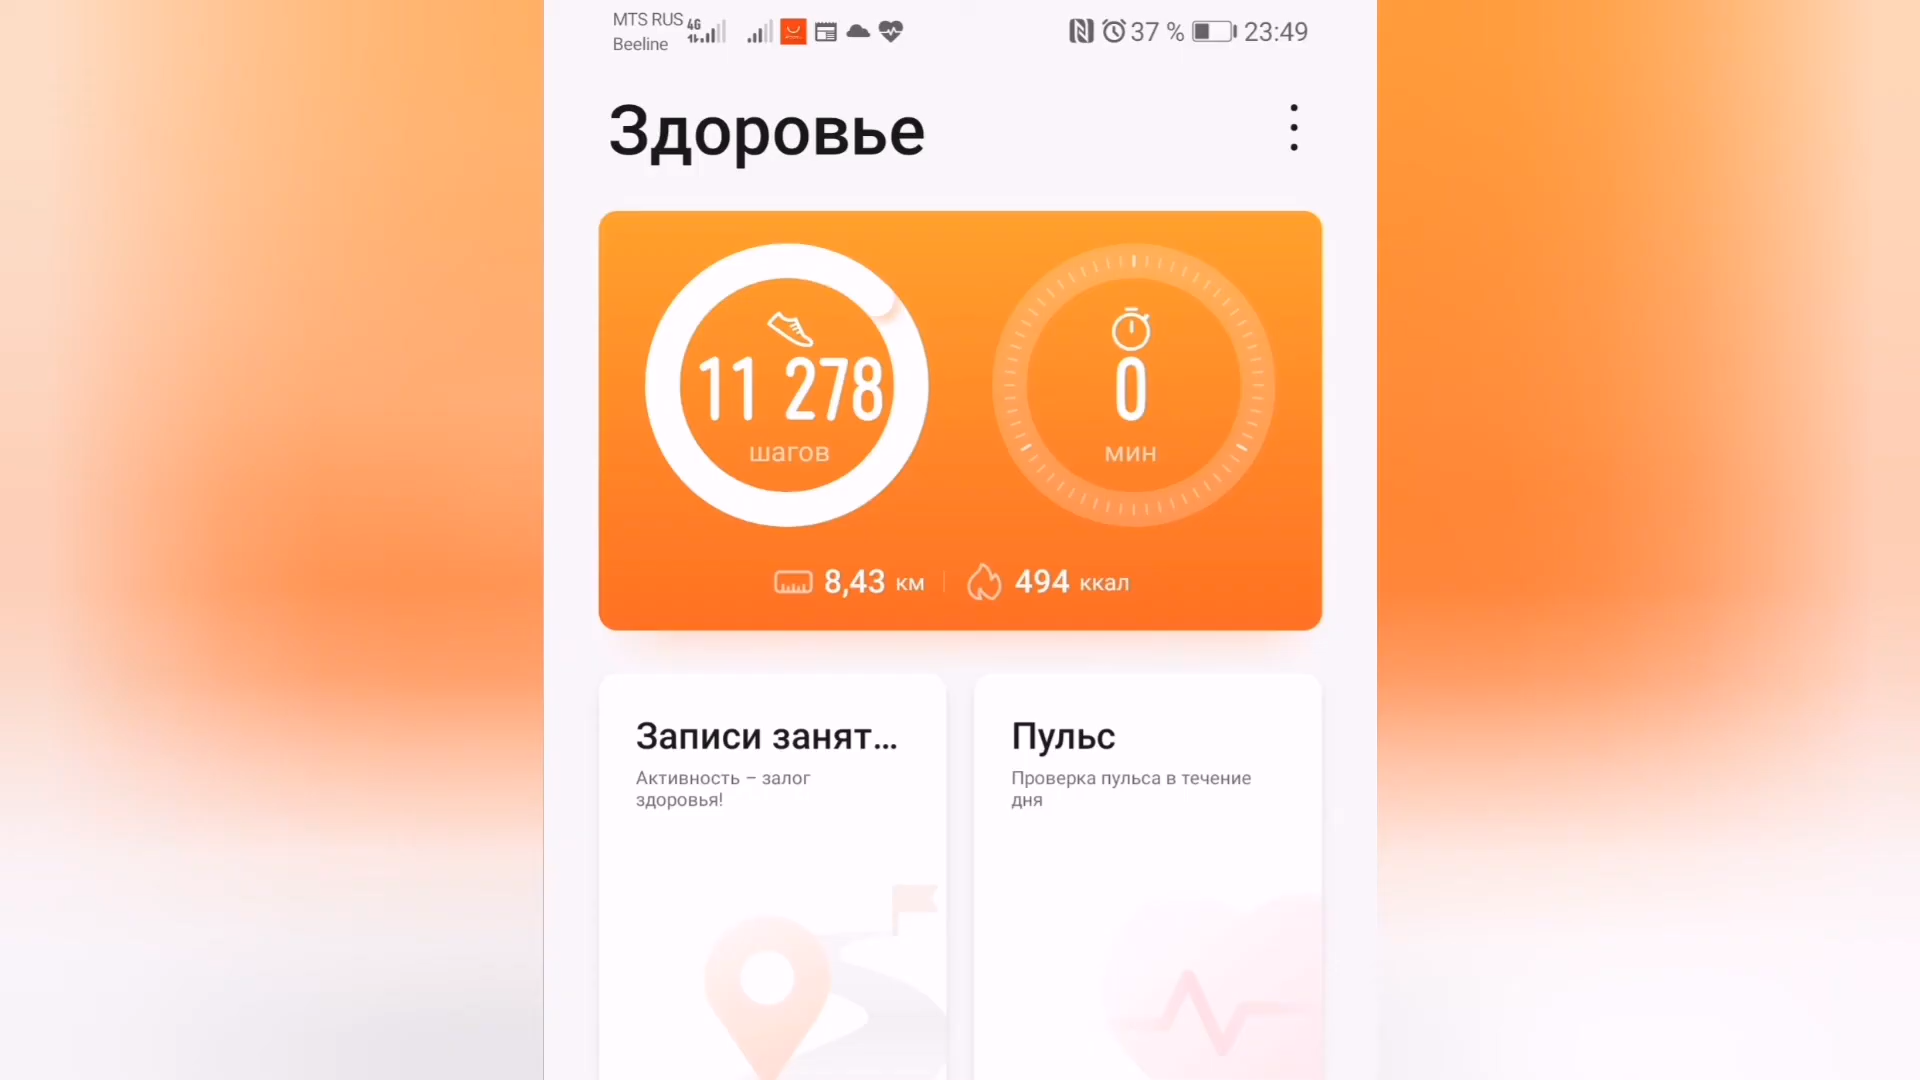 MTS RUS 4G
Beeline
37 % 23:49
Здоровье
11 278
шагов
0
мин
8,43 км
494 ккал
Записи занят...
Активность – залог
здоровья!
Пульс
Проверка пульса в течение
дня